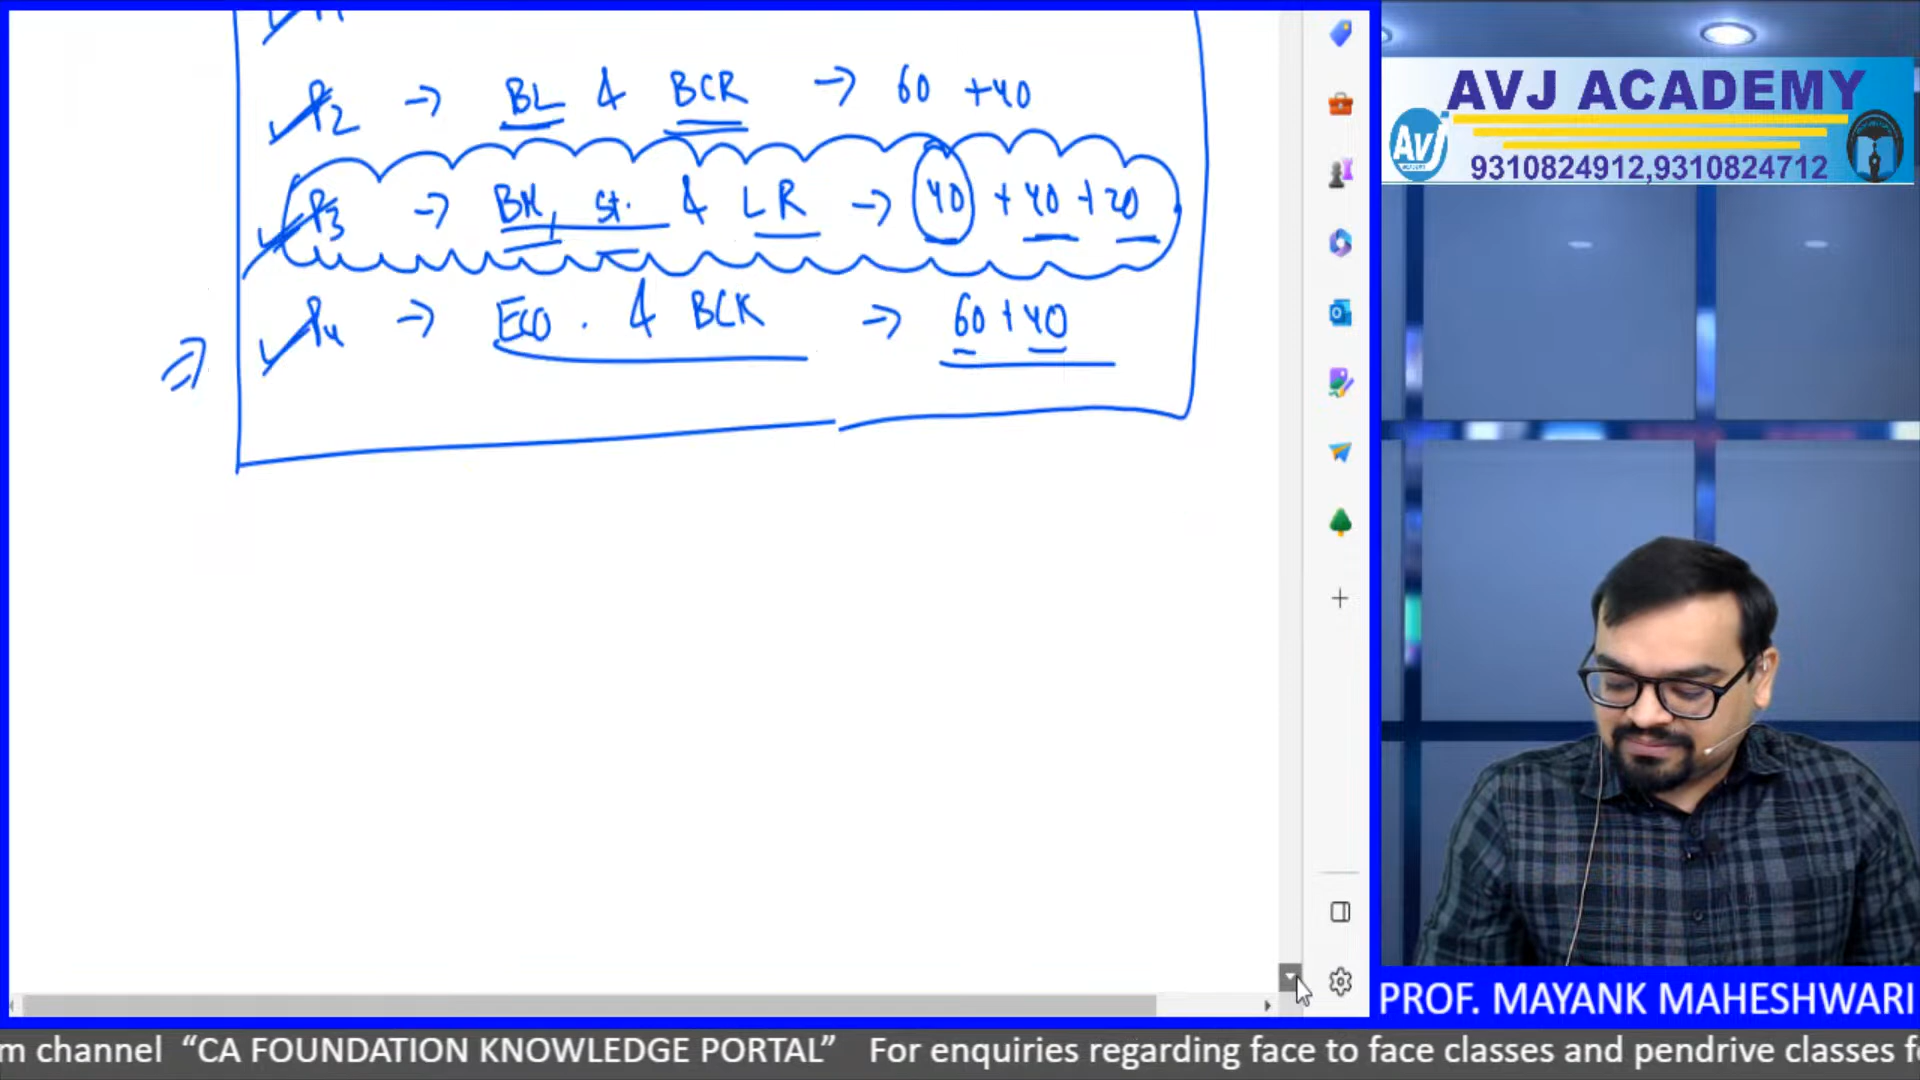 P2 → BL & BCR → 60 + 40
P3 → BM, St. & LR → 40 + 40 + 20
P4 → Eco. & BCK → 60 + 40
⇒
AVJ ACADEMY
AVJ
9310824912,9310824712
PROF. MAYANK MAHESHWARI
m channel “CA FOUNDATION KNOWLEDGE PORTAL” For enquiries regarding face to face classes and pendrive classes f